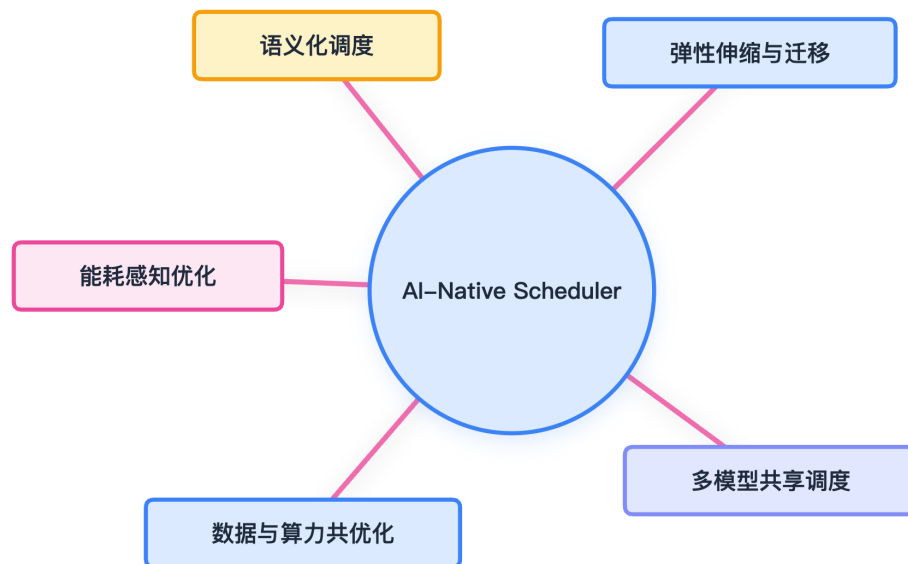 语义化调度
弹性伸缩与迁移
能耗感知优化
AI-Native Scheduler
多模型共享调度
数据与算力共优化